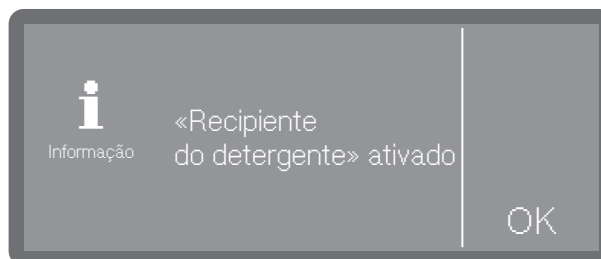 Informação
«Recipiente
do detergente» ativado
OK